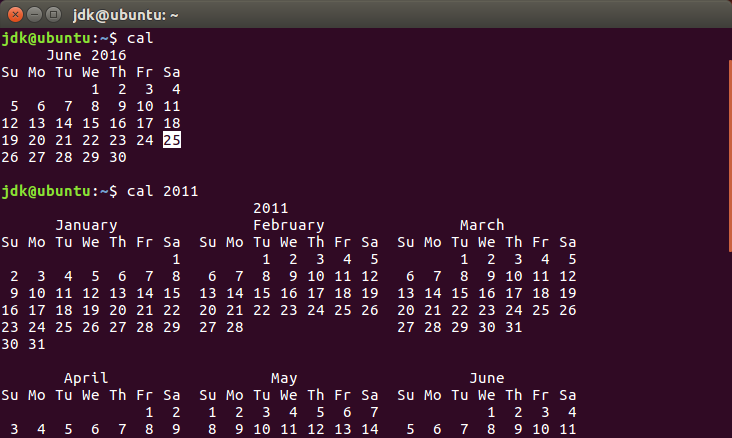 jdk@ubuntu: ~
jdk@ubuntu:~$ cal
     June 2016
Su Mo Tu We Th Fr Sa
          1  2  3  4
 5  6  7  8  9 10 11
12 13 14 15 16 17 18
19 20 21 22 23 24 25
26 27 28 29 30
jdk@ubuntu:~$ cal 2011
                            2011
      January               February               March
Su Mo Tu We Th Fr Sa  Su Mo Tu We Th Fr Sa  Su Mo Tu We Th Fr Sa
                   1         1  2  3  4  5         1  2  3  4  5
 2  3  4  5  6  7  8   6  7  8  9 10 11 12   6  7  8  9 10 11 12
 9 10 11 12 13 14 15  13 14 15 16 17 18 19  13 14 15 16 17 18 19
16 17 18 19 20 21 22  20 21 22 23 24 25 26  20 21 22 23 24 25 26
23 24 25 26 27 28 29  27 28                 27 28 29 30 31
30 31
       April                  May                   June
Su Mo Tu We Th Fr Sa  Su Mo Tu We Th Fr Sa  Su Mo Tu We Th Fr Sa
                1  2   1  2  3  4  5  6  7            1  2  3  4
 3  4  5  6  7  8  9   8  9 10 11 12 13 14   5  6  7  8  9 10 11